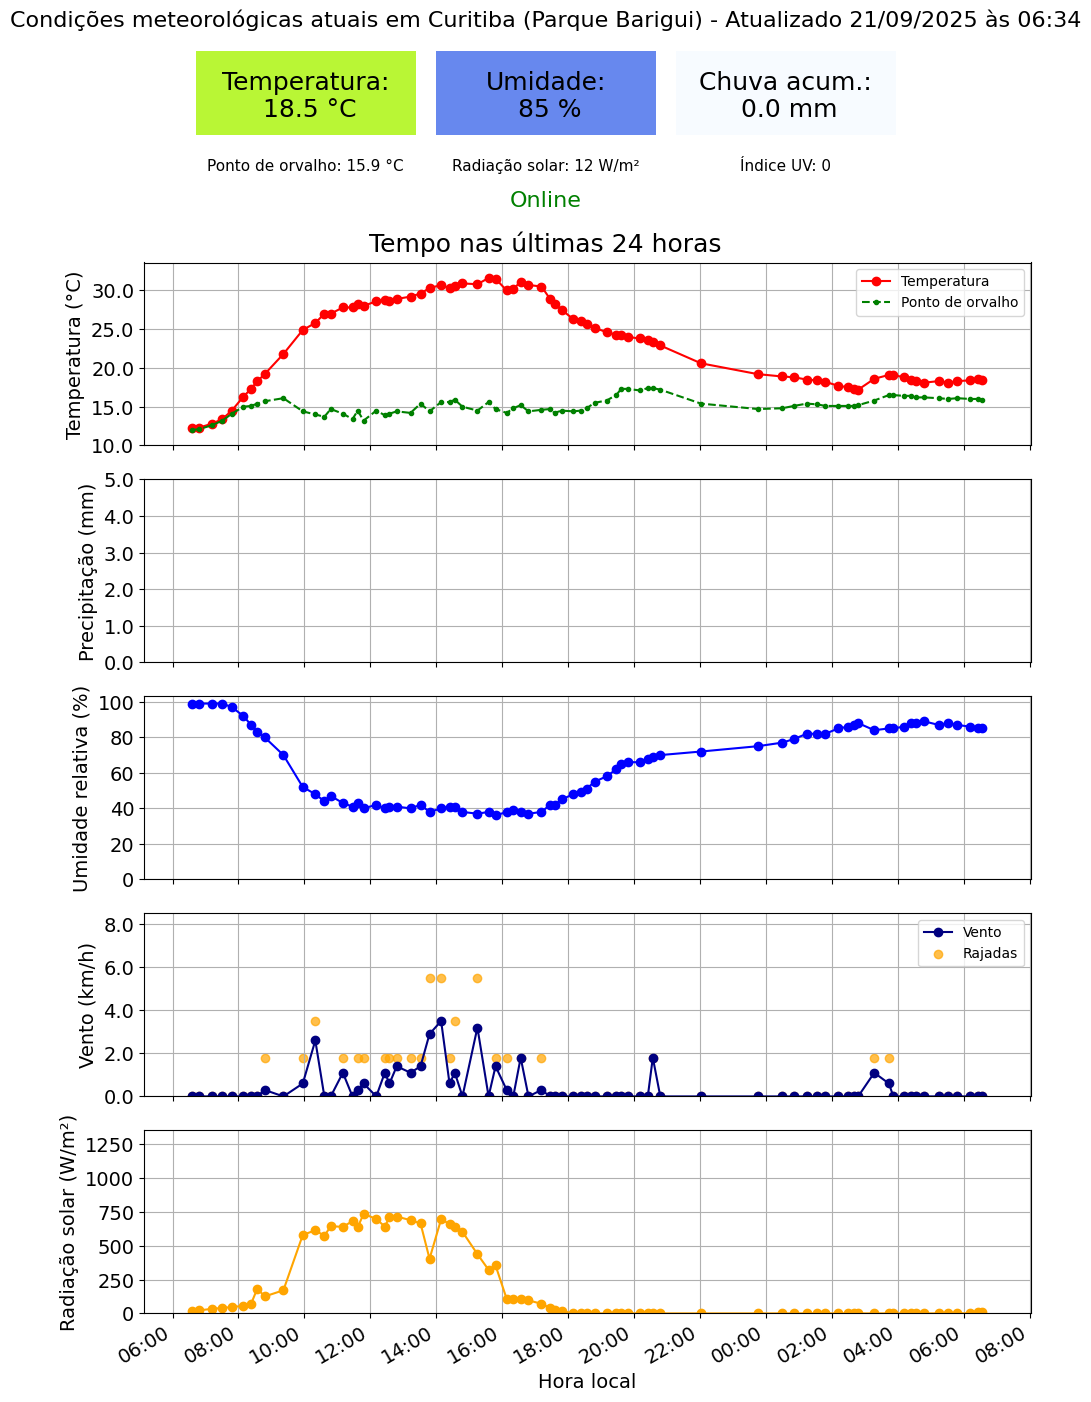 Condições meteorológicas atuais em Curitiba (Parque Barigui) - Atualizado 21/09/2025 às 06:34
Temperatura:
18.5 °C
Umidade:
85 %
Chuva acum.:
0.0 mm
Ponto de orvalho: 15.9 °C
Radiação solar: 12 W/m²
Índice UV: 0
Online
Tempo nas últimas 24 horas
Temperatura (°C)
30.0
25.0
20.0
15.0
10.0
Temperatura
Ponto de orvalho
Precipitação (mm)
5.0
4.0
3.0
2.0
1.0
0.0
Umidade relativa (%)
100
80
60
40
20
0
Vento (km/h)
8.0
6.0
4.0
2.0
0.0
Vento
Rajadas
Radiação solar (W/m²)
1250
1000
750
500
250
0
06:00
08:00
10:00
12:00
14:00
16:00
18:00
20:00
22:00
00:00
02:00
04:00
06:00
08:00
Hora local